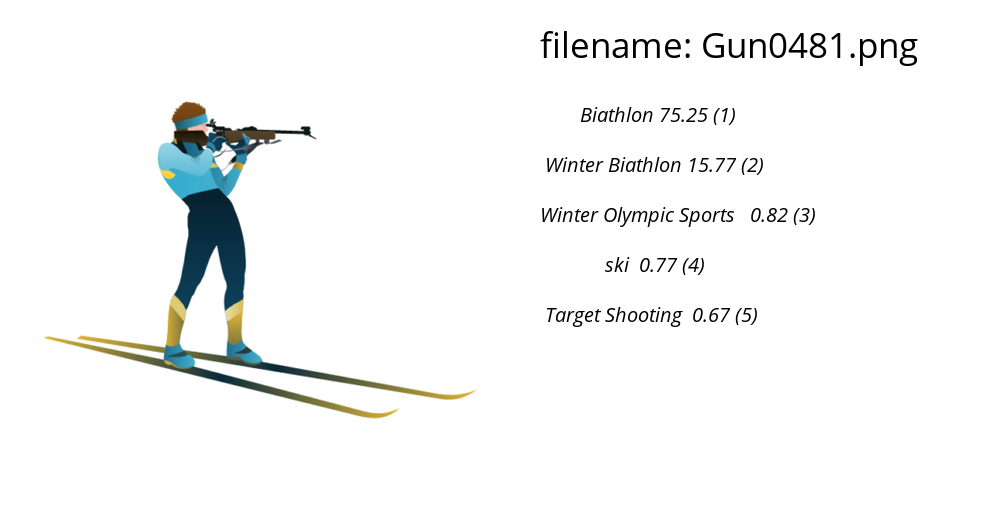 filename: Gun0481.png
Biathlon 75.25 (1)
Winter Biathlon 15.77 (2)
Winter Olympic Sports 0.82 (3)
ski 0.77 (4)
Target Shooting 0.67 (5)